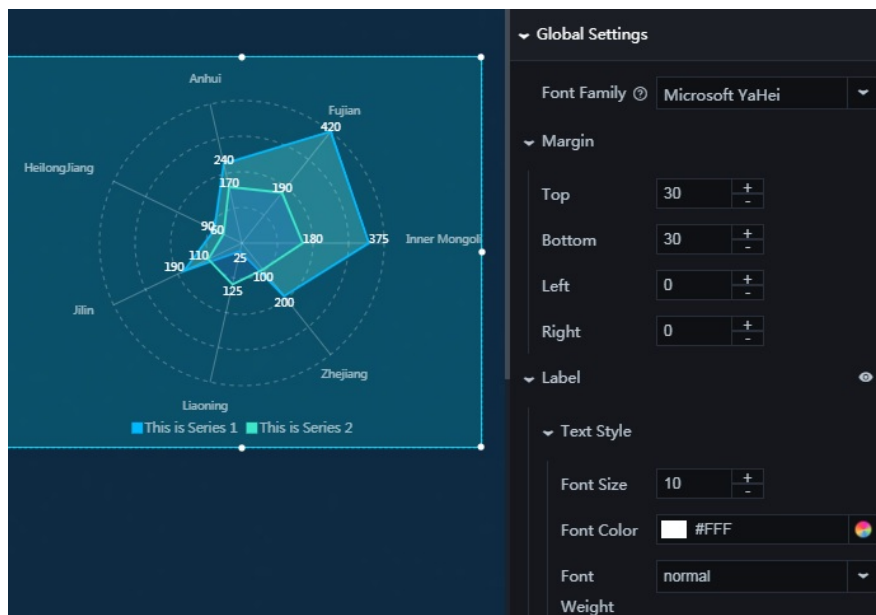 Anhui
Fujian
420
HeilongJiang
240
170
190
90
60
180
375
Inner Mongoli
110
190
25
100
125
200
Jilin
Zhejiang
Liaoning
This is Series 1
This is Series 2
Global Settings
Font Family
Microsoft YaHei
Margin
Top
30
+
-
Bottom
30
+
-
Left
0
+
-
Right
0
+
-
Label
Text Style
Font Size
10
+
-
Font Color
#FFF
Font
normal
Weight